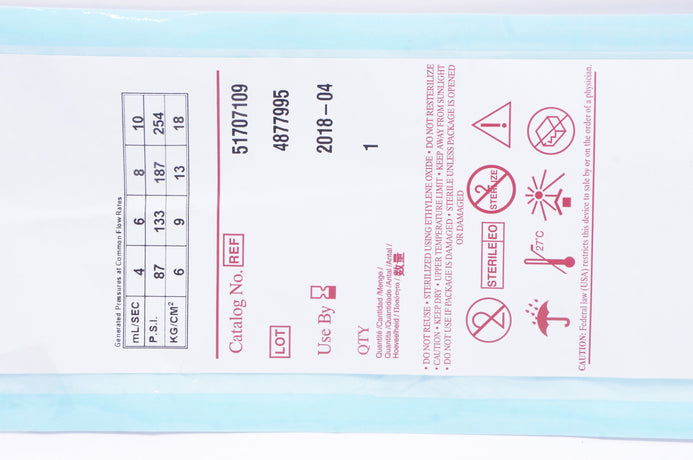 Generated Pressures at Common Flow Rates
mL/SEC 4 6 8 10
P.S.I. 87 133 187 254
KG/CM² 6 9 13 18
Catalog No. REF 51707109
LOT 4877995
Use By 2018-04
QTY 1
Quantité /Cantidad /Menge /
Quantità /Quantidade /Antal /Antal /
Hoeveelheid / Ποσότητα / 数量
• DO NOT REUSE • STERILIZED USING ETHYLENE OXIDE • DO NOT RESTERILIZE
• CAUTION • KEEP DRY • UPPER TEMPERATURE LIMIT • KEEP AWAY FROM SUNLIGHT
• DO NOT USE IF PACKAGE IS DAMAGED • STERILE UNLESS PACKAGE IS OPENED
OR DAMAGED
2 STERILE EO 2 STERILIZE
27°C
CAUTION: Federal law (USA) restricts this device to sale by or on the order of a physician.